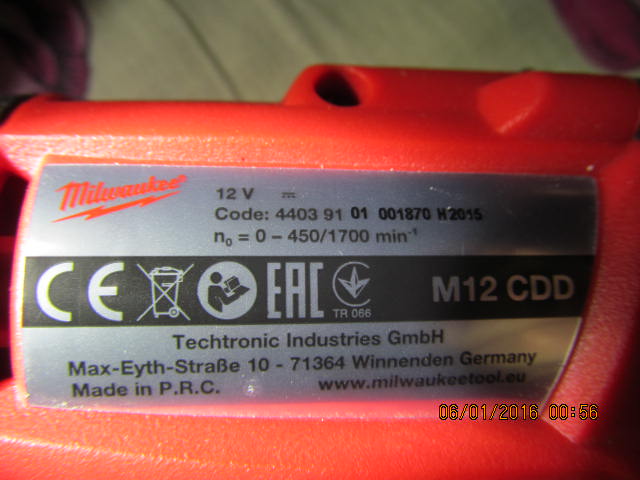 Milwaukee
12 V ⎓
Code: 4403 91 01 001870 H2015
n₀ = 0 – 450/1700 min⁻¹
CE EAC TR 066 M12 CDD
Techtronic Industries GmbH
Max-Eyth-Straße 10 - 71364 Winnenden Germany
Made in P.R.C. www.milwaukeetool.eu
06/01/2016 00:56